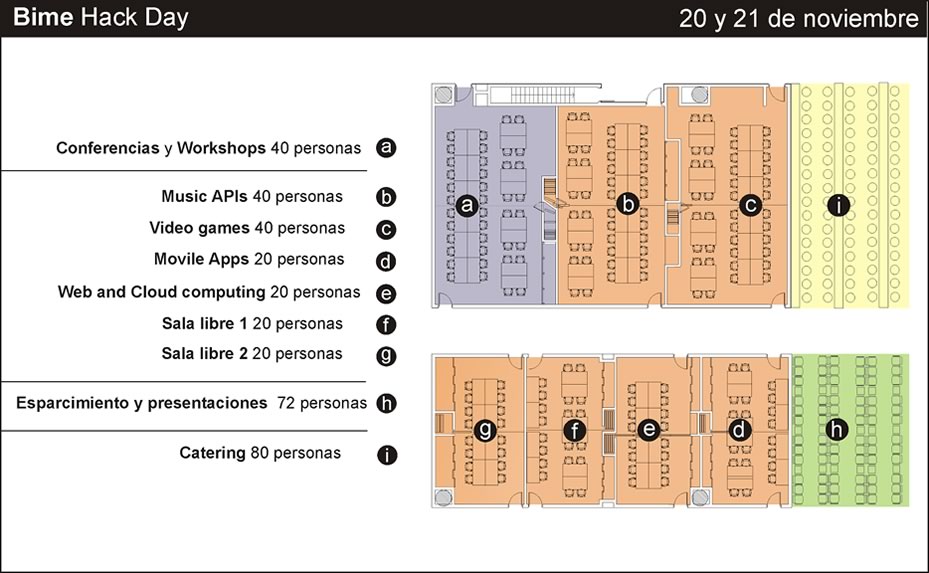 Bime Hack Day
20 y 21 de noviembre
Conferencias y Workshops 40 personas a
Music APIs 40 personas b
Video games 40 personas c
Movile Apps 20 personas d
Web and Cloud computing 20 personas e
Sala libre 1 20 personas f
Sala libre 2 20 personas g
Esparcimiento y presentaciones 72 personas h
Catering 80 personas i
a b c i
g f e d h